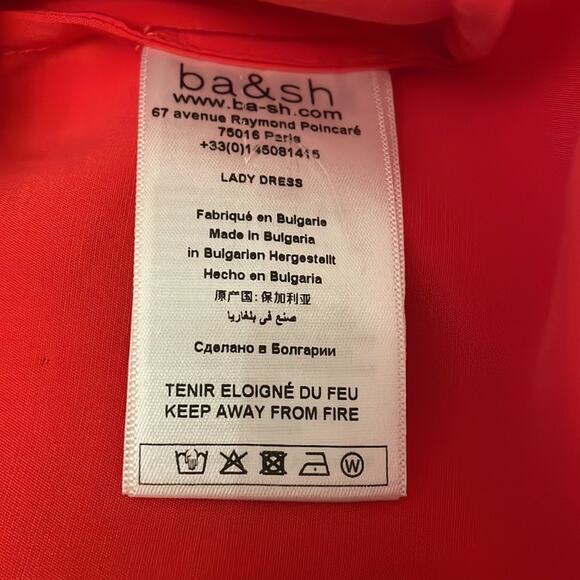 ba&sh
www.ba-sh.com
67 avenue Raymond Poincaré
75016 Paris
+33(0)145081415
LADY DRESS
Fabriqué en Bulgarie
Made in Bulgaria
in Bulgarien Hergestellt
Hecho en Bulgaria
原产国：保加利亚
صنع في بلغاريا
Сделано в Болгарии
TENIR ELOIGNÉ DU FEU
KEEP AWAY FROM FIRE
W